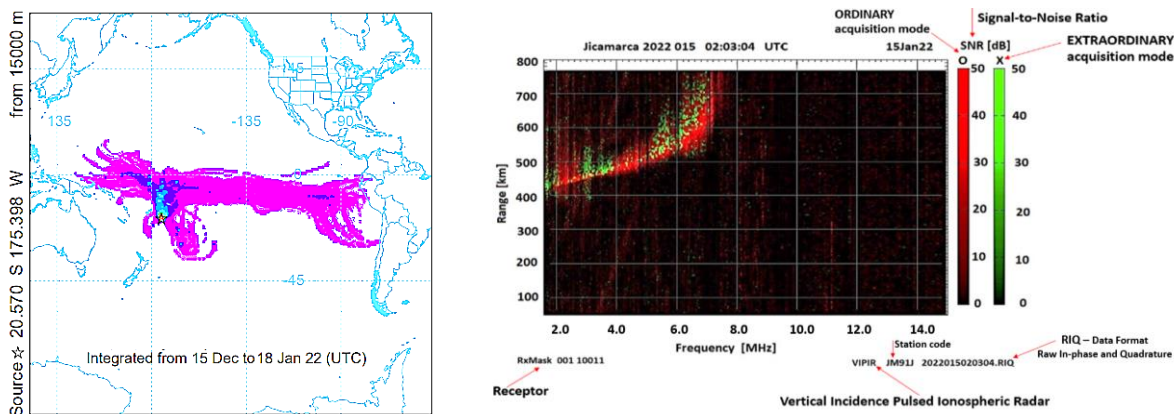 Source☆ 20.570 S 175.398 W from 15000 m
45
135
-135
-90
0
-45
Integrated from 15 Dec to 18 Jan 22 (UTC)
ORDINARY
acquisition mode
Signal-to-Noise Ratio
Jicamarca 2022 015 02:03:04 UTC 15Jan22
SNR [dB]
EXTRAORDINARY
acquisition mode
O X
800
700
600
500
400
300
200
100
Range [km]
50 50
40 40
30 30
20 20
10 10
0 0
2.0 4.0 6.0 8.0 10.0 12.0 14.0
Frequency [MHz]
Station code
RIQ – Data Format
Raw In-phase and Quadrature
RxMask 001 10011
VIPIR JM91J 2022015020304.RIQ
Receptor
Vertical Incidence Pulsed Ionospheric Radar